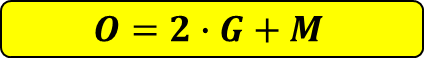 O = 2 · G + M